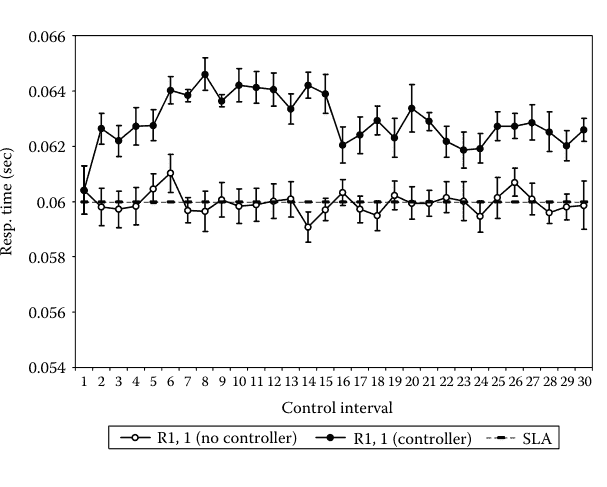 0.066
0.064
0.062
0.06
0.058
0.056
0.054
Resp. time (sec)
1 2 3 4 5 6 7 8 9 10 11 12 13 14 15 16 17 18 19 20 21 22 23 24 25 26 27 28 29 30
Control interval
R1, 1 (no controller) R1, 1 (controller) SLA